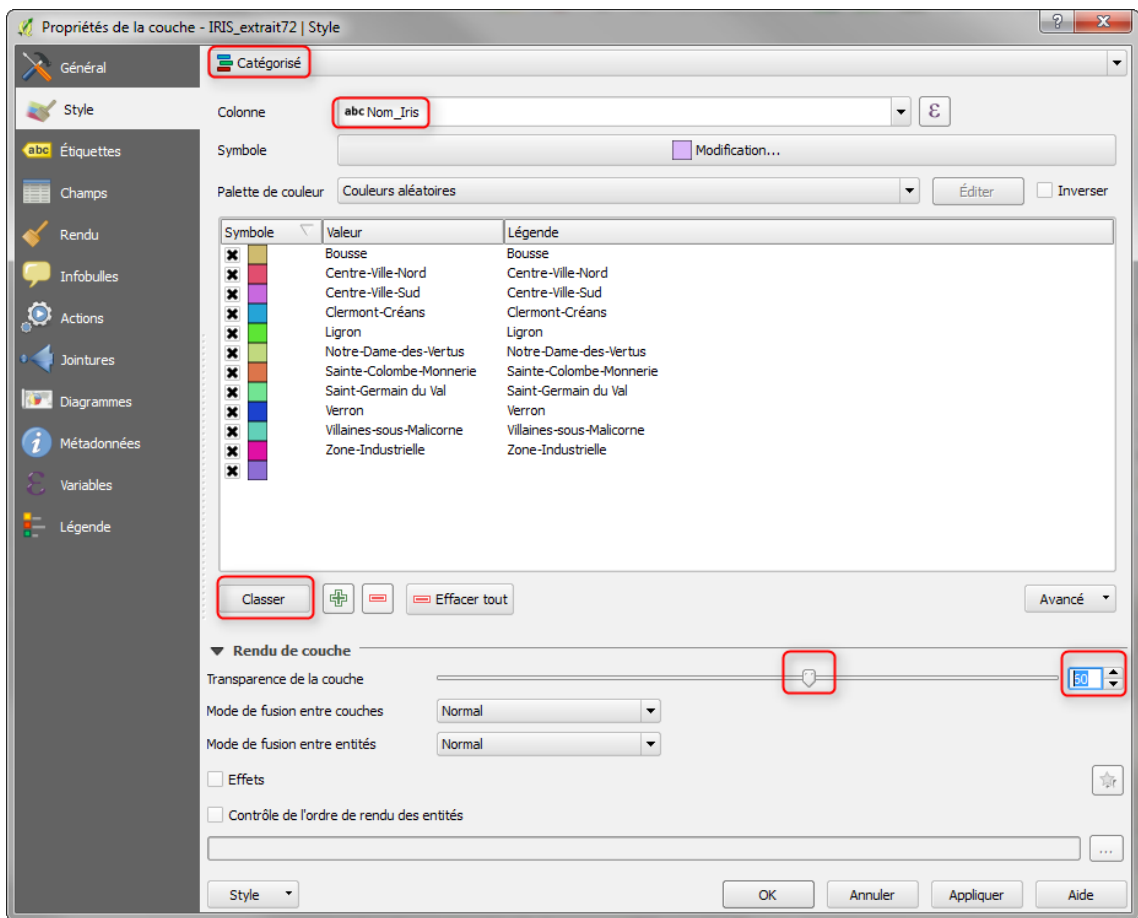 Propriétés de la couche - IRIS_extrait72 | Style
Général
Style
Étiquettes
Champs
Rendu
Infobulles
Actions
Jointures
Diagrammes
Métadonnées
Variables
Légende
Catégorisé
Colonne abc Nom_Iris ε
Symbole Modification...
Palette de couleur Couleurs aléatoires Éditer Inverser
Symbole Valeur Légende
Bousse Bousse
Centre-Ville-Nord Centre-Ville-Nord
Centre-Ville-Sud Centre-Ville-Sud
Clermont-Créans Clermont-Créans
Ligron Ligron
Notre-Dame-des-Vertus Notre-Dame-des-Vertus
Sainte-Colombe-Monnerie Sainte-Colombe-Monnerie
Saint-Germain du Val Saint-Germain du Val
Verron Verron
Villaines-sous-Malicorne Villaines-sous-Malicorne
Zone-Industrielle Zone-Industrielle
Classer Effacer tout Avancé
Rendu de couche
Transparence de la couche 60
Mode de fusion entre couches Normal
Mode de fusion entre entités Normal
Effets
Contrôle de l'ordre de rendu des entités
...
Style OK Annuler Appliquer Aide